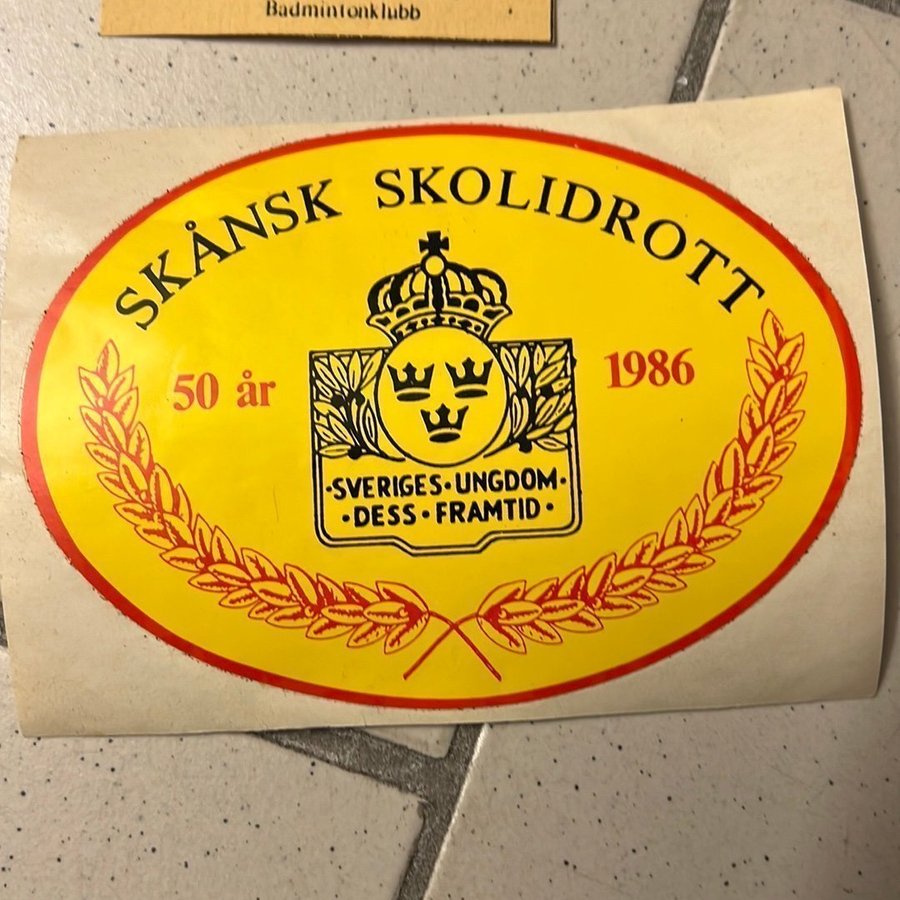 Badmintonklubb
SKÅNSK SKOLIDROTT
50 år
1986
·SVERIGES·UNGDOM·
·DESS·FRAMTID·